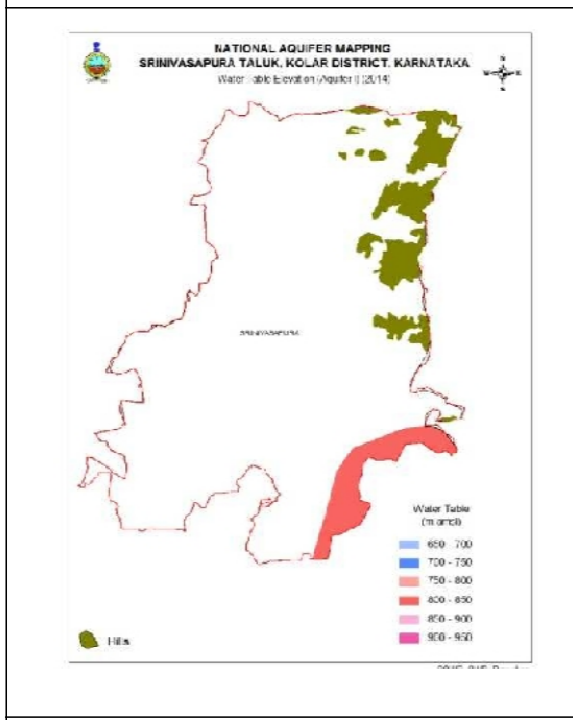 NATIONAL AQUIFER MAPPING
SRINIVASAPURA TALUK, KOLAR DISTRICT, KARNATAKA
Water Table Elevation (Aquifer I) (2014)
N
SRINIVASAPURA
Water Table
(m amsl)
650 - 700
700 - 750
750 - 800
800 - 850
850 - 900
900 - 950
Hills